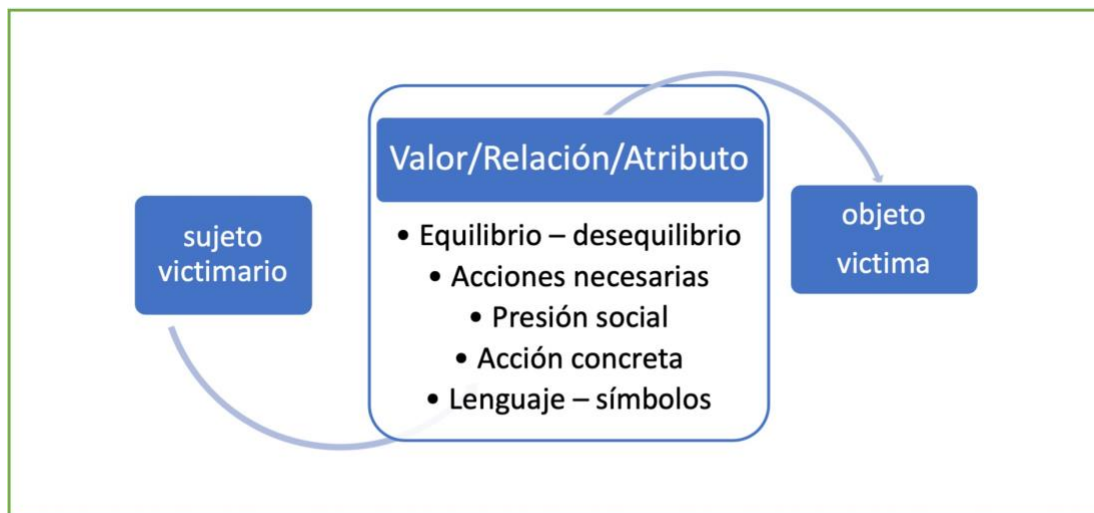 sujeto
victimario
Valor/Relación/Atributo
• Equilibrio – desequilibrio
• Acciones necesarias
• Presión social
• Acción concreta
• Lenguaje – símbolos
objeto
victima